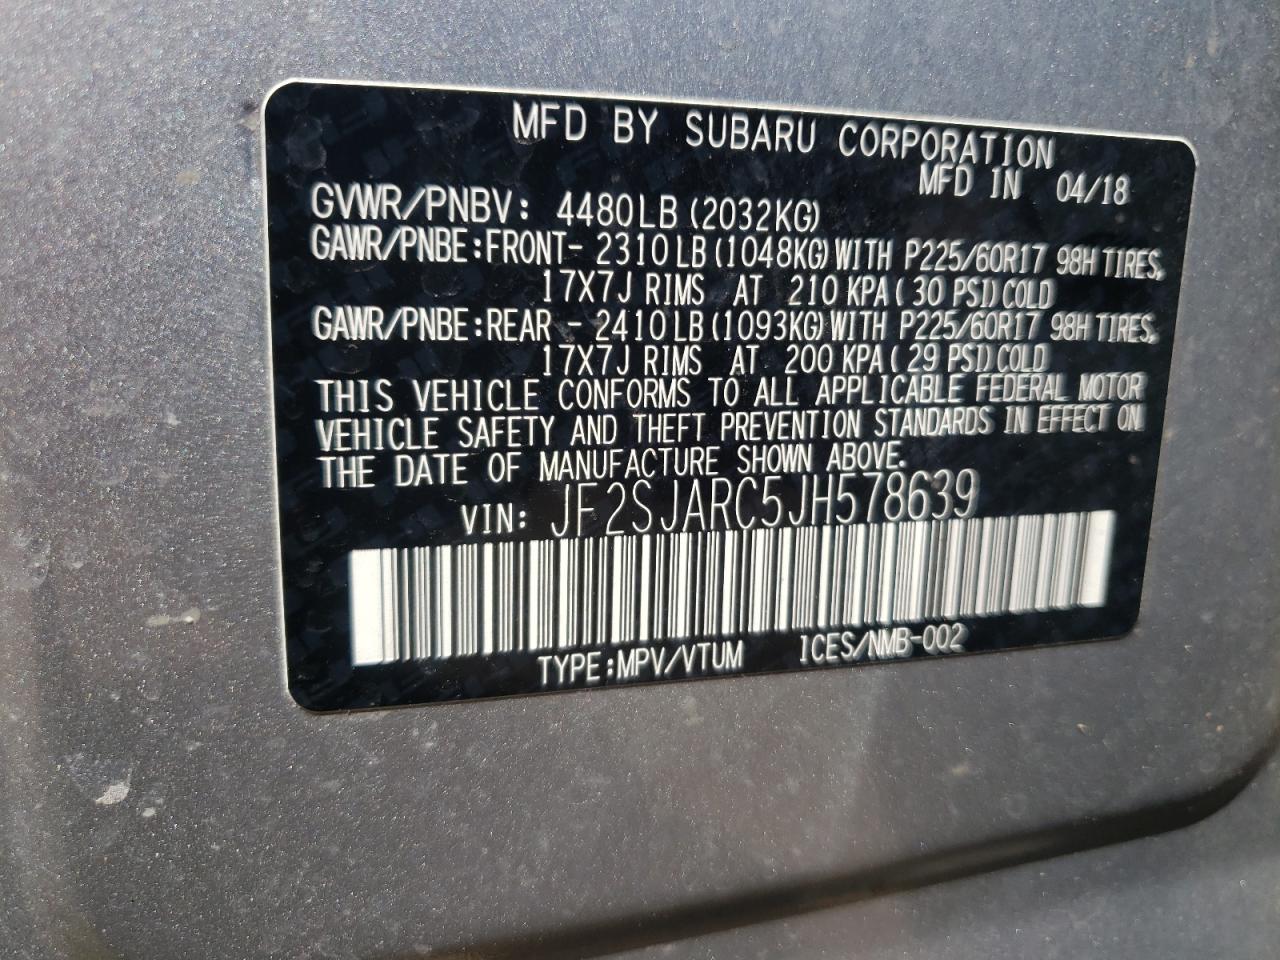 MFD BY SUBARU CORPORATION
MFD IN 04/18
GVWR/PNBV: 4480LB (2032KG)
GAWR/PNBE:FRONT- 2310LB (1048KG) WITH P225/60R17 98H TIRES,
17X7J RIMS AT 210 KPA( 30 PSI) COLD
GAWR/PNBE:REAR - 2410LB (1093KG) WITH P225/60R17 98H TIRES,
17X7J RIMS AT 200 KPA( 29 PSI) COLD
THIS VEHICLE CONFORMS TO ALL APPLICABLE FEDERAL MOTOR
VEHICLE SAFETY AND THEFT PREVENTION STANDARDS IN EFFECT ON
THE DATE OF MANUFACTURE SHOWN ABOVE.
VIN: JF2SJARC5JH578639
TYPE:MPV/VTUM ICES/NMB-002